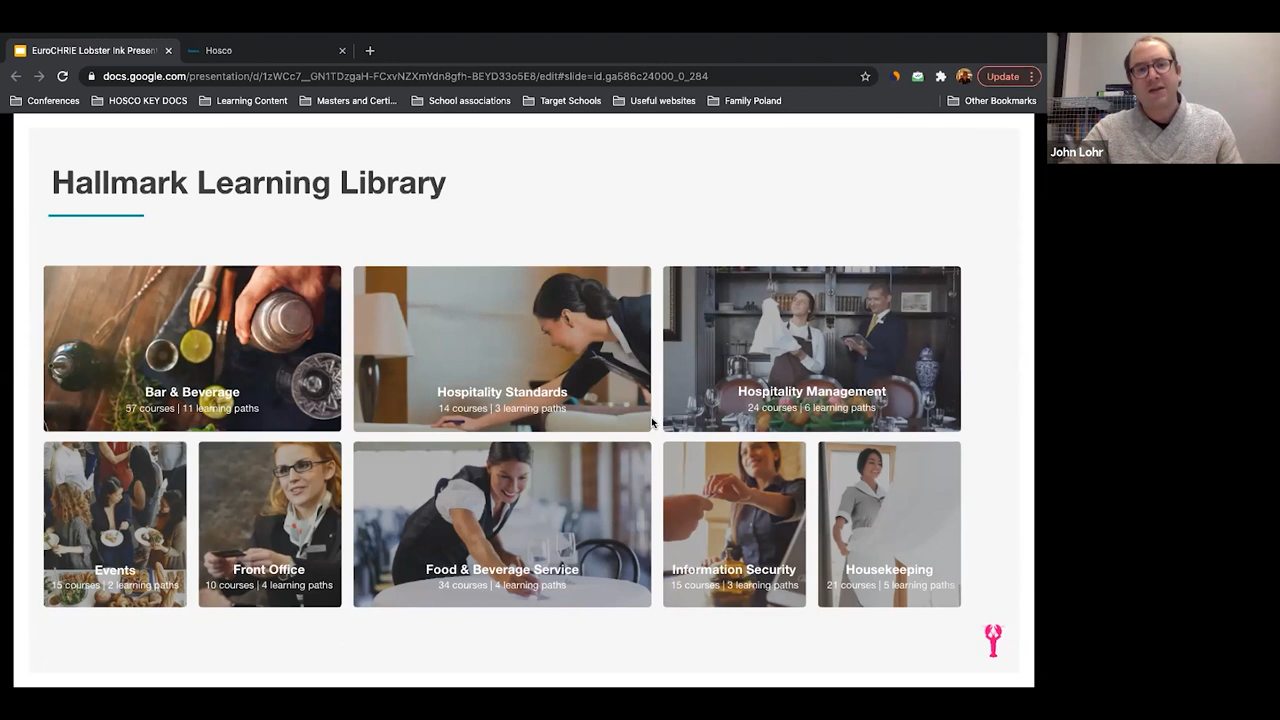 EuroCHRIE Lobster Ink Present
Hosco
docs.google.com/presentation/d/1zWCc7__GN1TDzgaH-FCxvNZXmYdn8gfh-BEYD33o5E8/edit#slide=id.ga586c24000_0_284
Update
Conferences
HOSCO KEY DOCS
Learning Content
Masters and Certi...
School associations
Target Schools
Useful websites
Family Poland
Other Bookmarks
John Lohr
Hallmark Learning Library
Bar & Beverage
57 courses | 11 learning paths
Hospitality Standards
14 courses | 3 learning paths
Hospitality Management
24 courses | 6 learning paths
Events
15 courses | 2 learning paths
Front Office
10 courses | 4 learning paths
Food & Beverage Service
34 courses | 4 learning paths
Information Security
15 courses | 3 learning paths
Housekeeping
21 courses | 5 learning paths